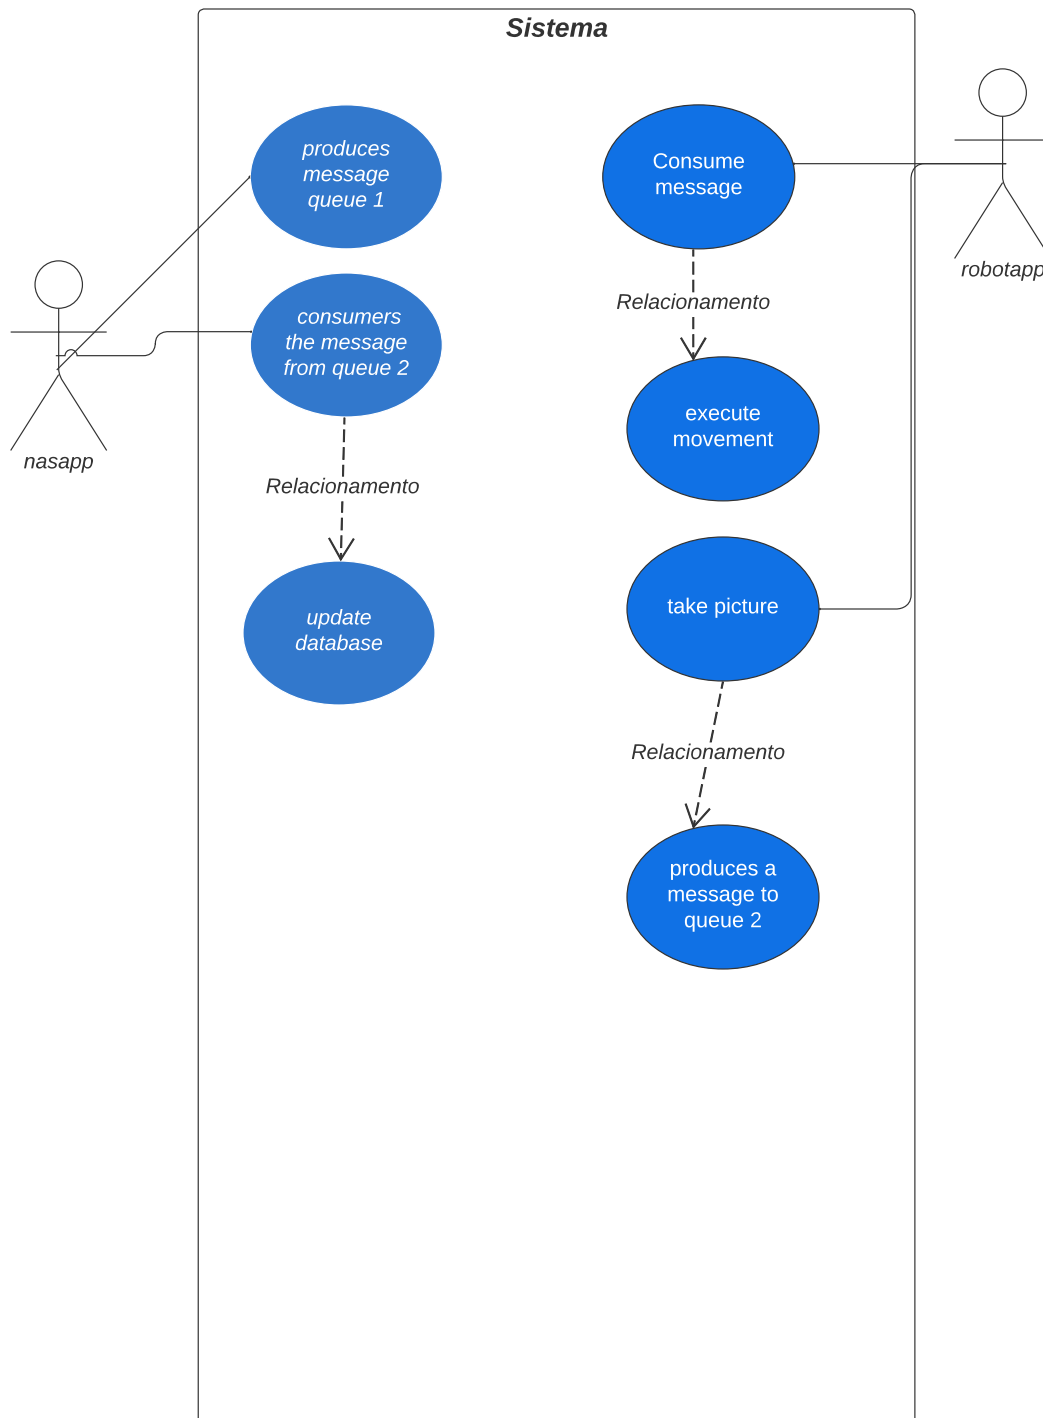 Sistema
produces
message
queue 1
Consume
message
robotapp
Relacionamento
consumers
the message
from queue 2
nasapp
execute
movement
Relacionamento
update
database
take picture
Relacionamento
produces a
message to
queue 2